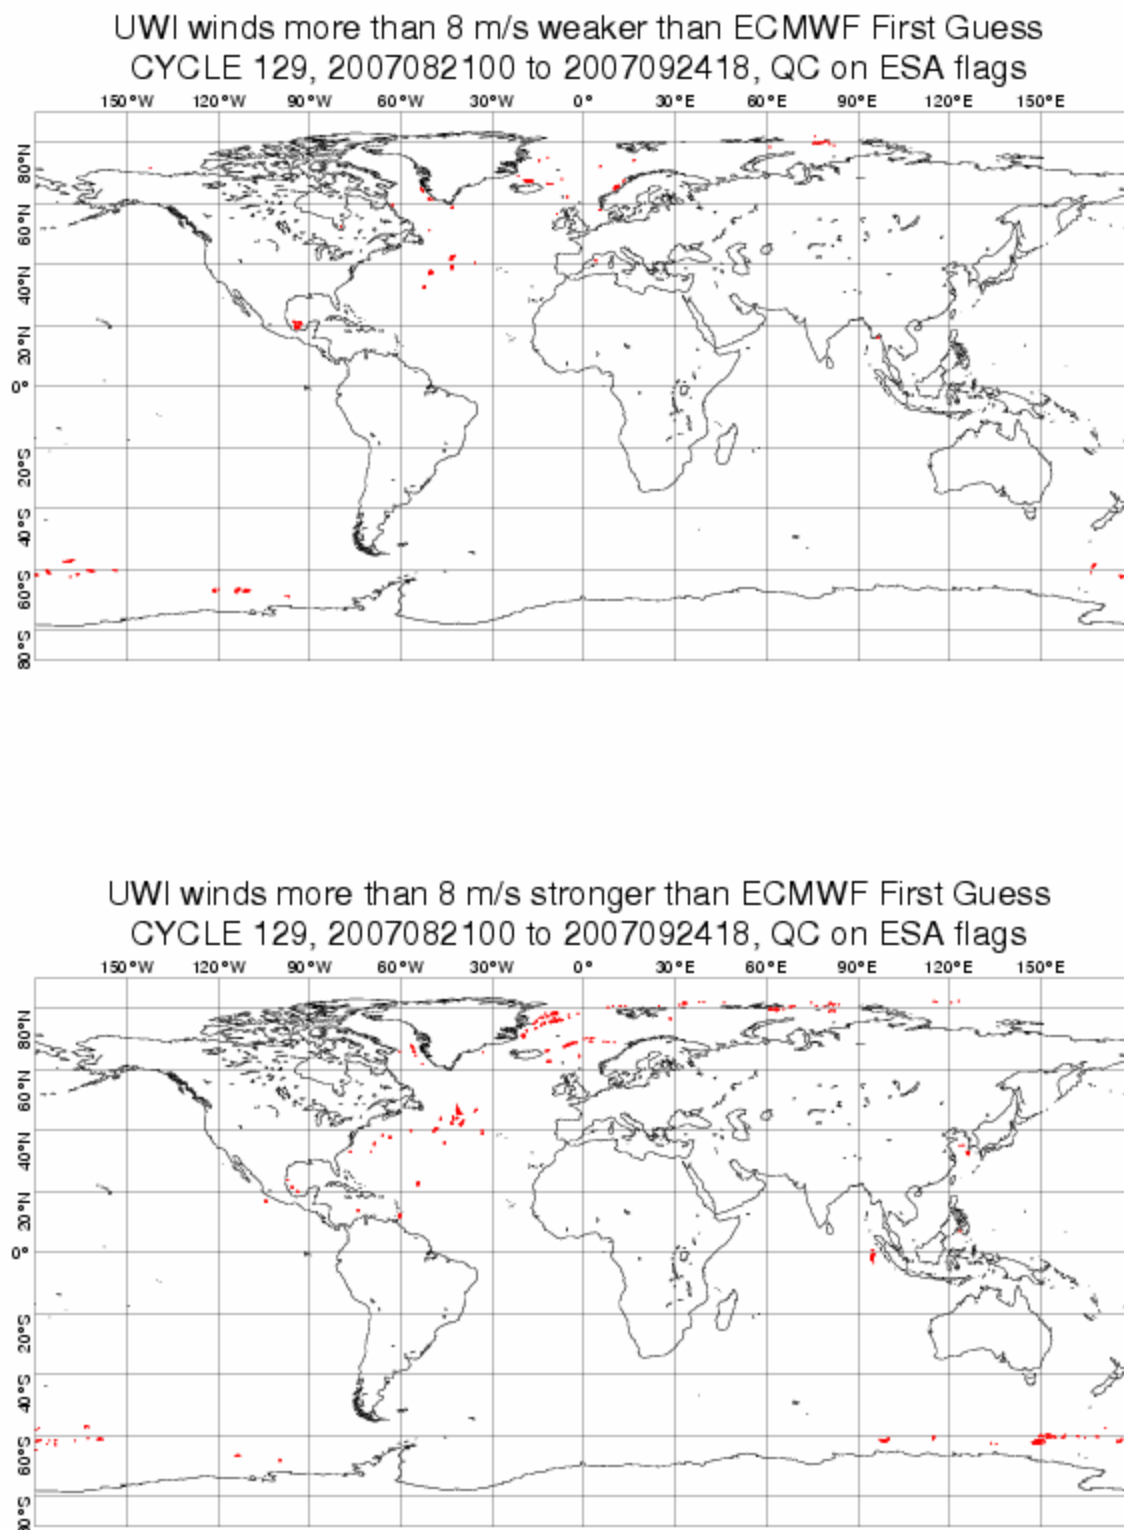 UWI winds more than 8 m/s weaker than ECMWF First Guess
CYCLE 129, 2007082100 to 2007092418, QC on ESA flags
150°W 120°W 90°W 60°W 30°W 0° 30°E 60°E 90°E 120°E 150°E
80°N
60°N
40°N
20°N
0°
20°S
40°S
60°S
80°S
UWI winds more than 8 m/s stronger than ECMWF First Guess
CYCLE 129, 2007082100 to 2007092418, QC on ESA flags
150°W 120°W 90°W 60°W 30°W 0° 30°E 60°E 90°E 120°E 150°E
80°N
60°N
40°N
20°N
0°
20°S
40°S
60°S